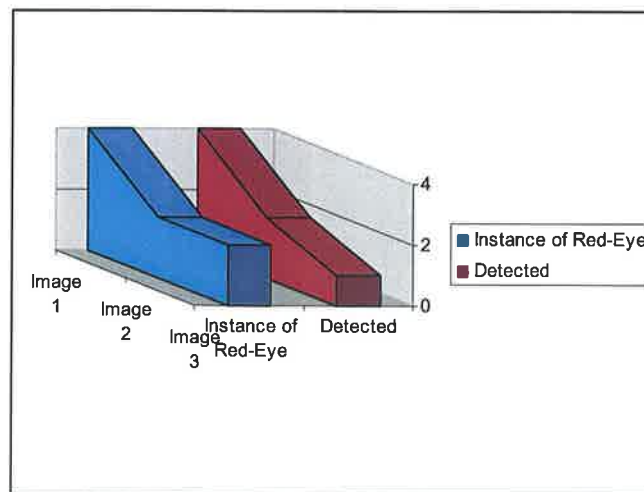 4
2
0
Image
1
Image
2
Image
3
Instance of
Red-Eye
Detected
Instance of Red-Eye
Detected